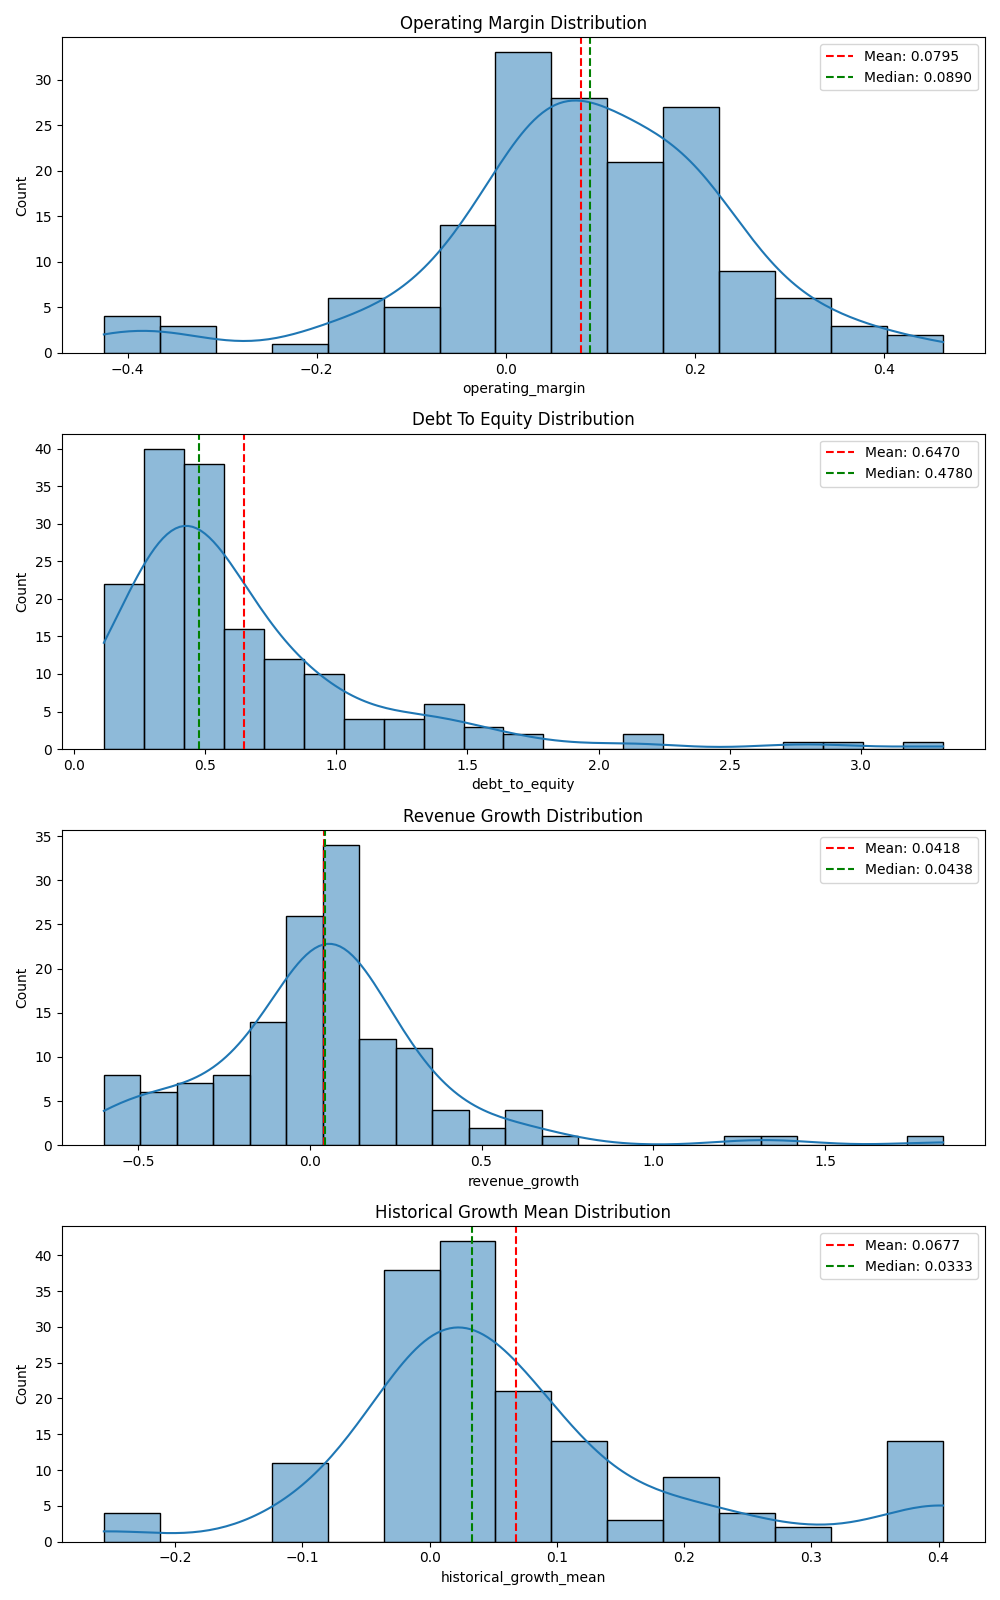 Operating Margin Distribution
Mean: 0.0795
Median: 0.0890
Count
30
25
20
15
10
5
0
−0.4 −0.2 0.0 0.2 0.4
operating_margin
Debt To Equity Distribution
Mean: 0.6470
Median: 0.4780
Count
40
35
30
25
20
15
10
5
0
0.0 0.5 1.0 1.5 2.0 2.5 3.0
debt_to_equity
Revenue Growth Distribution
Mean: 0.0418
Median: 0.0438
Count
35
30
25
20
15
10
5
0
−0.5 0.0 0.5 1.0 1.5
revenue_growth
Historical Growth Mean Distribution
Mean: 0.0677
Median: 0.0333
Count
40
35
30
25
20
15
10
5
0
−0.2 −0.1 0.0 0.1 0.2 0.3 0.4
historical_growth_mean